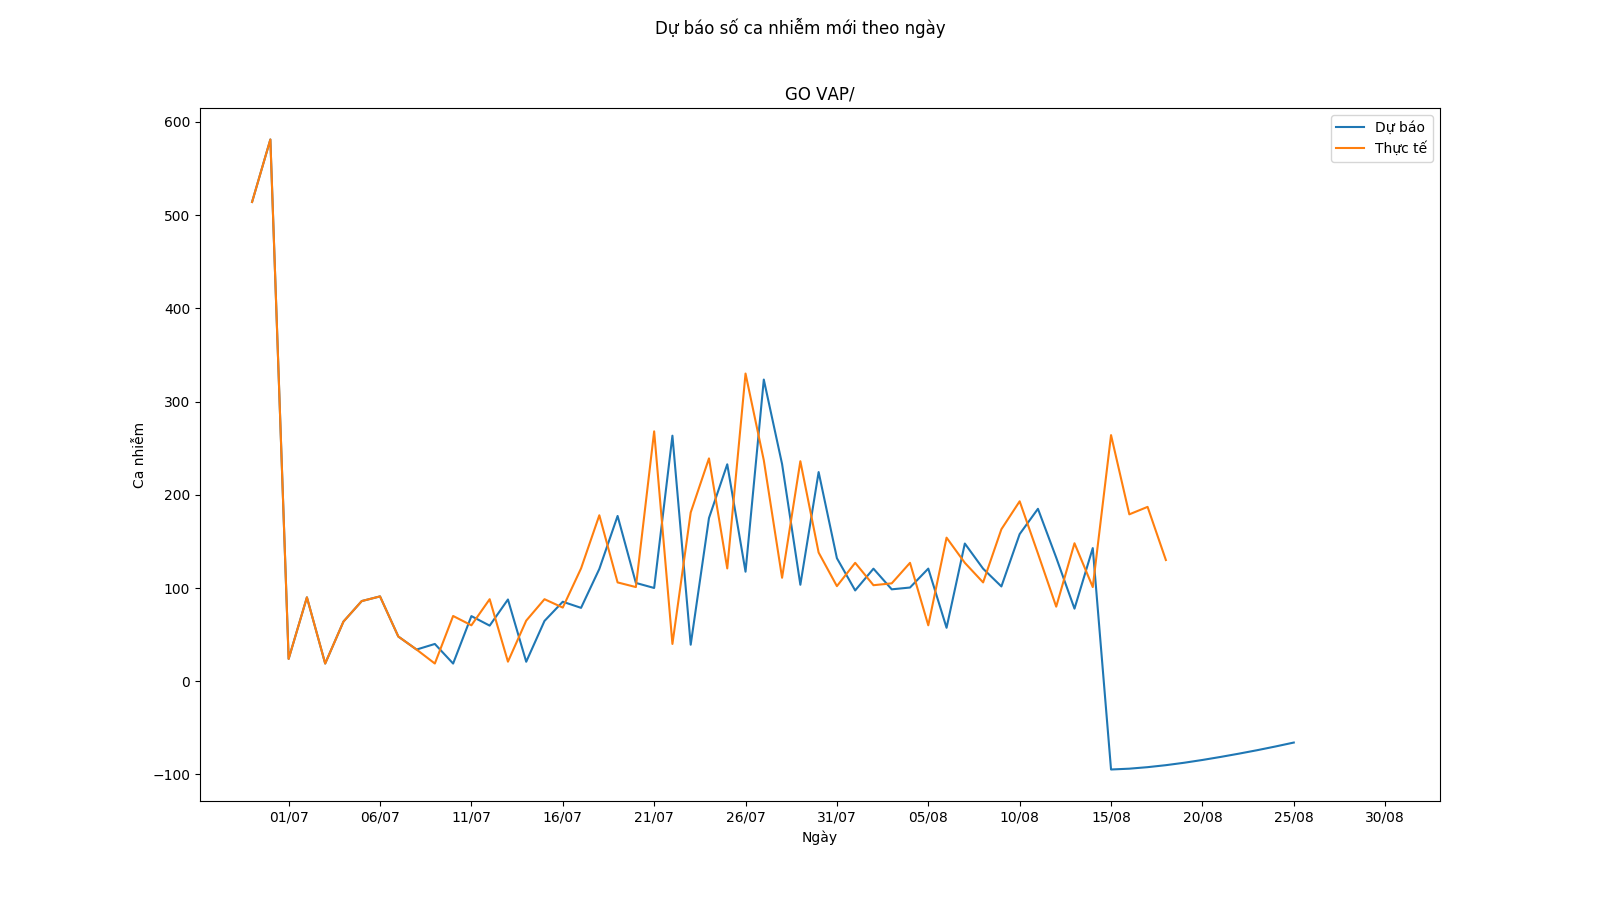 Dự báo số ca nhiễm mới theo ngày
GO VAP/
Dự báo
Thực tế
600
500
400
300
200
100
0
−100
Ca nhiễm
01/07 06/07 11/07 16/07 21/07 26/07 31/07 05/08 10/08 15/08 20/08 25/08 30/08
Ngày